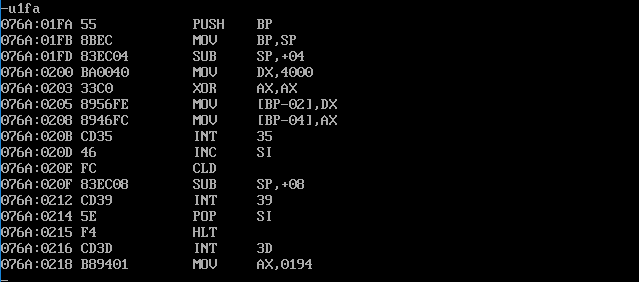 -u1fa
076A:01FA 55 PUSH BP
076A:01FB 8BEC MOV BP,SP
076A:01FD 83EC04 SUB SP,+04
076A:0200 BA0040 MOV DX,4000
076A:0203 33C0 XOR AX,AX
076A:0205 8956FE MOV [BP-02],DX
076A:0208 8946FC MOV [BP-04],AX
076A:020B CD35 INT 35
076A:020D 46 INC SI
076A:020E FC CLD
076A:020F 83EC08 SUB SP,+08
076A:0212 CD39 INT 39
076A:0214 5E POP SI
076A:0215 F4 HLT
076A:0216 CD3D INT 3D
076A:0218 B89401 MOV AX,0194
-